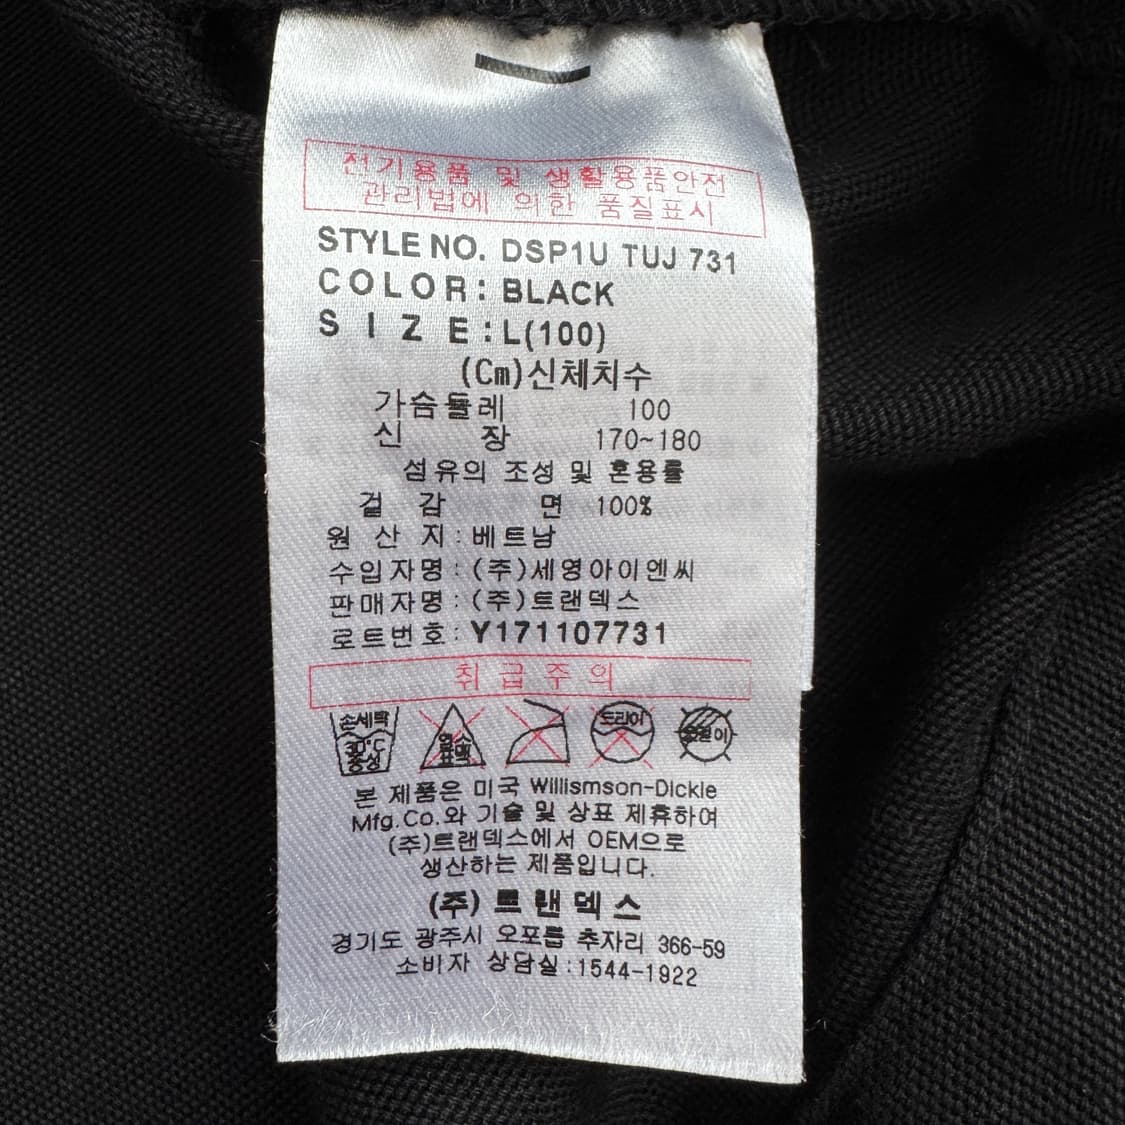 전기용품 및 생활용품안전
관리법에 의한 품질표시
STYLE NO. DSP1U TUJ 731
COLOR: BLACK
SIZE: L(100)
(Cm)신체치수
가슴둘레 100
신 장 170~180
섬유의 조성 및 혼용률
겉 감 면 100%
원 산 지 : 베트남
수입자명 : (주)세영아이엔씨
판매자명 : (주)트랜덱스
로트번호 : Y171107731
취급주의
손세탁 30°C 중성 염소 표백 드라이
본 제품은 미국 Willismson-Dickie
Mfg.Co.와 기술 및 상표 제휴하여
(주)트랜덱스에서 OEM으로
생산하는 제품입니다.
(주)트랜덱스
경기도 광주시 오포읍 추자리 366-59
소비자 상담실:1544-1922